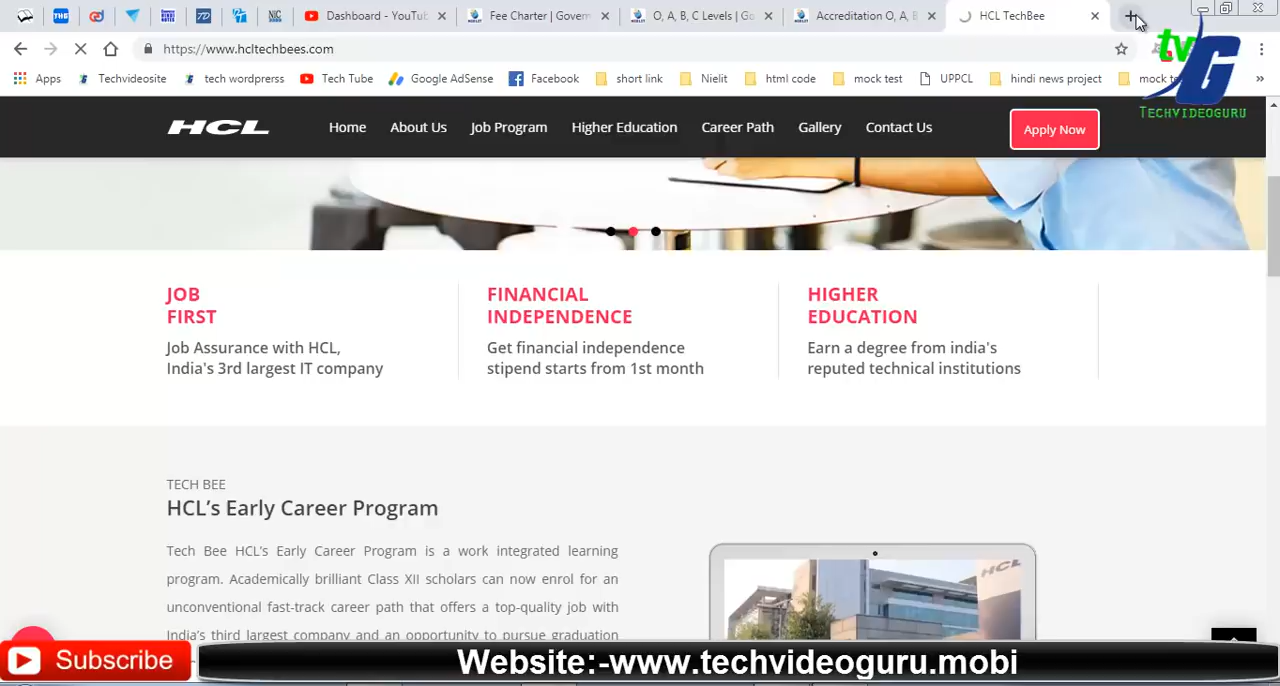 Dashboard - YouTu
Fee Charter | Govern
O, A, B, C Levels | Go
Accreditation O, A, B
HCL TechBee
https://www.hcltechbees.com
Apps
Techvideosite
tech wordprerss
Tech Tube
Google AdSense
Facebook
short link
Nielit
html code
mock test
UPPCL
hindi news project
mock te
»
tvG
TECHVIDEOGURU
HCL
Home
About Us
Job Program
Higher Education
Career Path
Gallery
Contact Us
Apply Now
JOB
FIRST
Job Assurance with HCL,
India's 3rd largest IT company
FINANCIAL
INDEPENDENCE
Get financial independence
stipend starts from 1st month
HIGHER
EDUCATION
Earn a degree from india's
reputed technical institutions
TECH BEE
HCL’s Early Career Program
Tech Bee HCL’s Early Career Program is a work integrated learning
program. Academically brilliant Class XII scholars can now enrol for an
unconventional fast-track career path that offers a top-quality job with
India’s third largest company and an opportunity to pursue graduation
HCL
Subscribe
Website:-www.techvideoguru.mobi